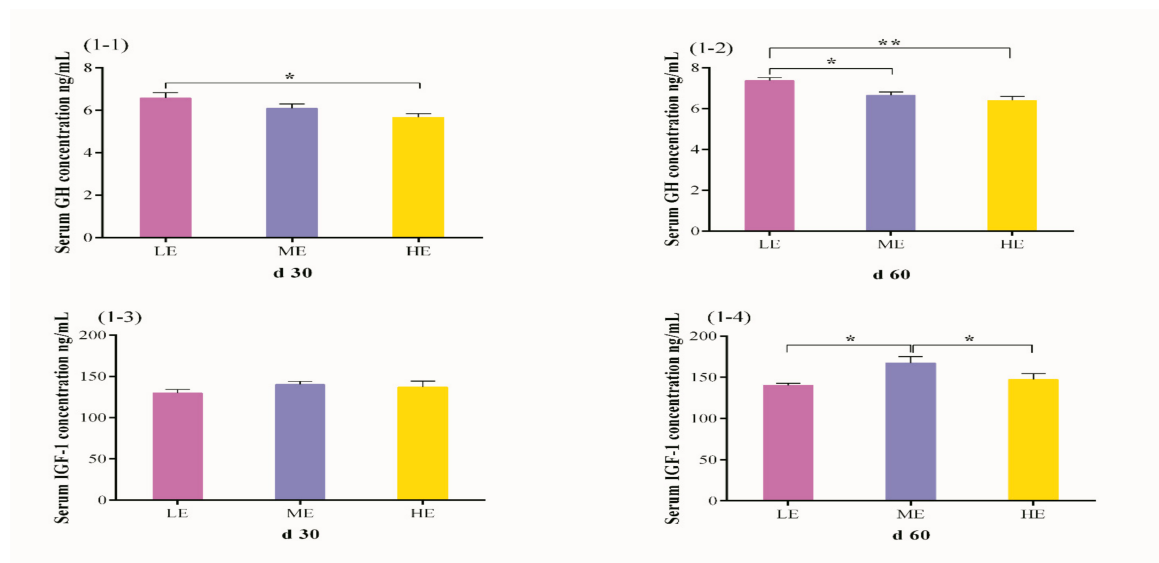 (1-1)
Serum GH concentration ng/mL
8
6
4
2
0
*
LE ME HE
d 30
(1-2)
Serum GH concentration ng/mL
8
6
4
2
0
**
*
LE ME HE
d 60
(1-3)
Serum IGF-1 concentration ng/mL
200
150
100
50
0
LE ME HE
d 30
(1-4)
Serum IGF-1 concentration ng/mL
200
150
100
50
0
* *
LE ME HE
d 60